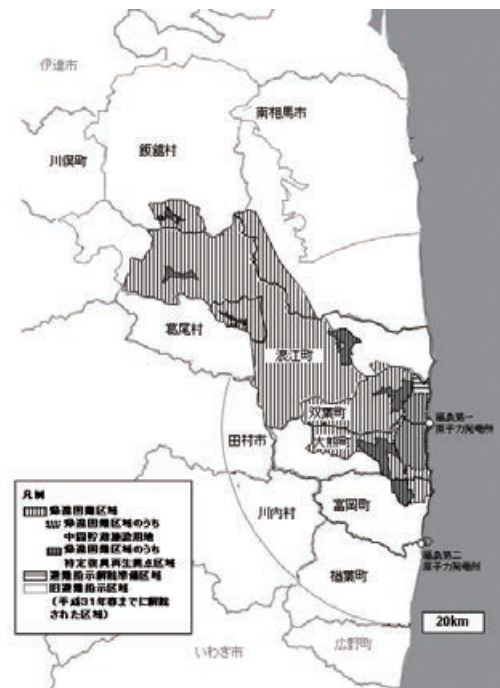 伊達市
南相馬市
飯舘村
川俣町
葛尾村
浪江町
双葉町
大熊町
福島第一
原子力発電所
田村市
富岡町
川内村
福島第二
原子力発電所
楢葉町
いわき市
広野町
20km
凡例
帰還困難区域
帰還困難区域のうち
中間貯蔵施設用地
帰還困難区域のうち
特定復興再生拠点区域
避難指示解除準備区域
旧避難指示区域
(平成31年春までに解除
された区域)